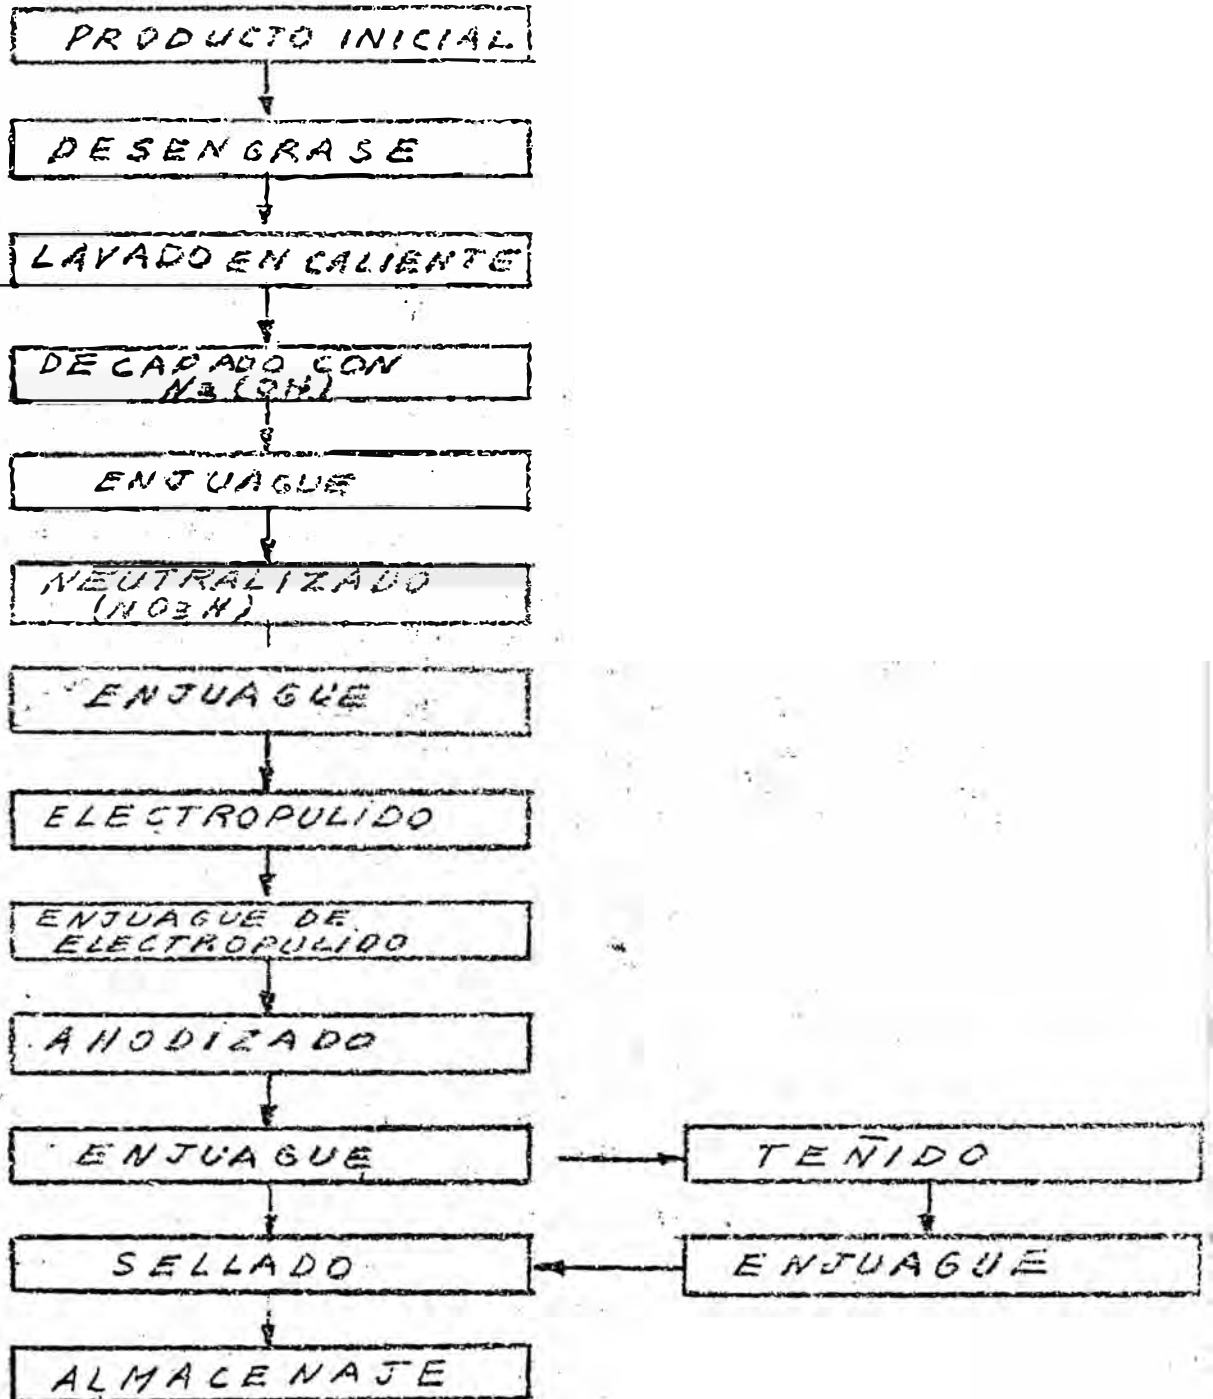 PRODUCTO INICIAL
DESENGRASE
LAVADO EN CALIENTE
DECAPADO CON
Na(OH)
ENJUAGUE
NEUTRALIZADO
(NO3H)
ENJUAGUE
ELECTROPULIDO
ENJUAGUE DE
ELECTROPULIDO
ANODIZADO
ENJUAGUE
TEÑIDO
SELLADO
ENJUAGUE
ALMACENAJE